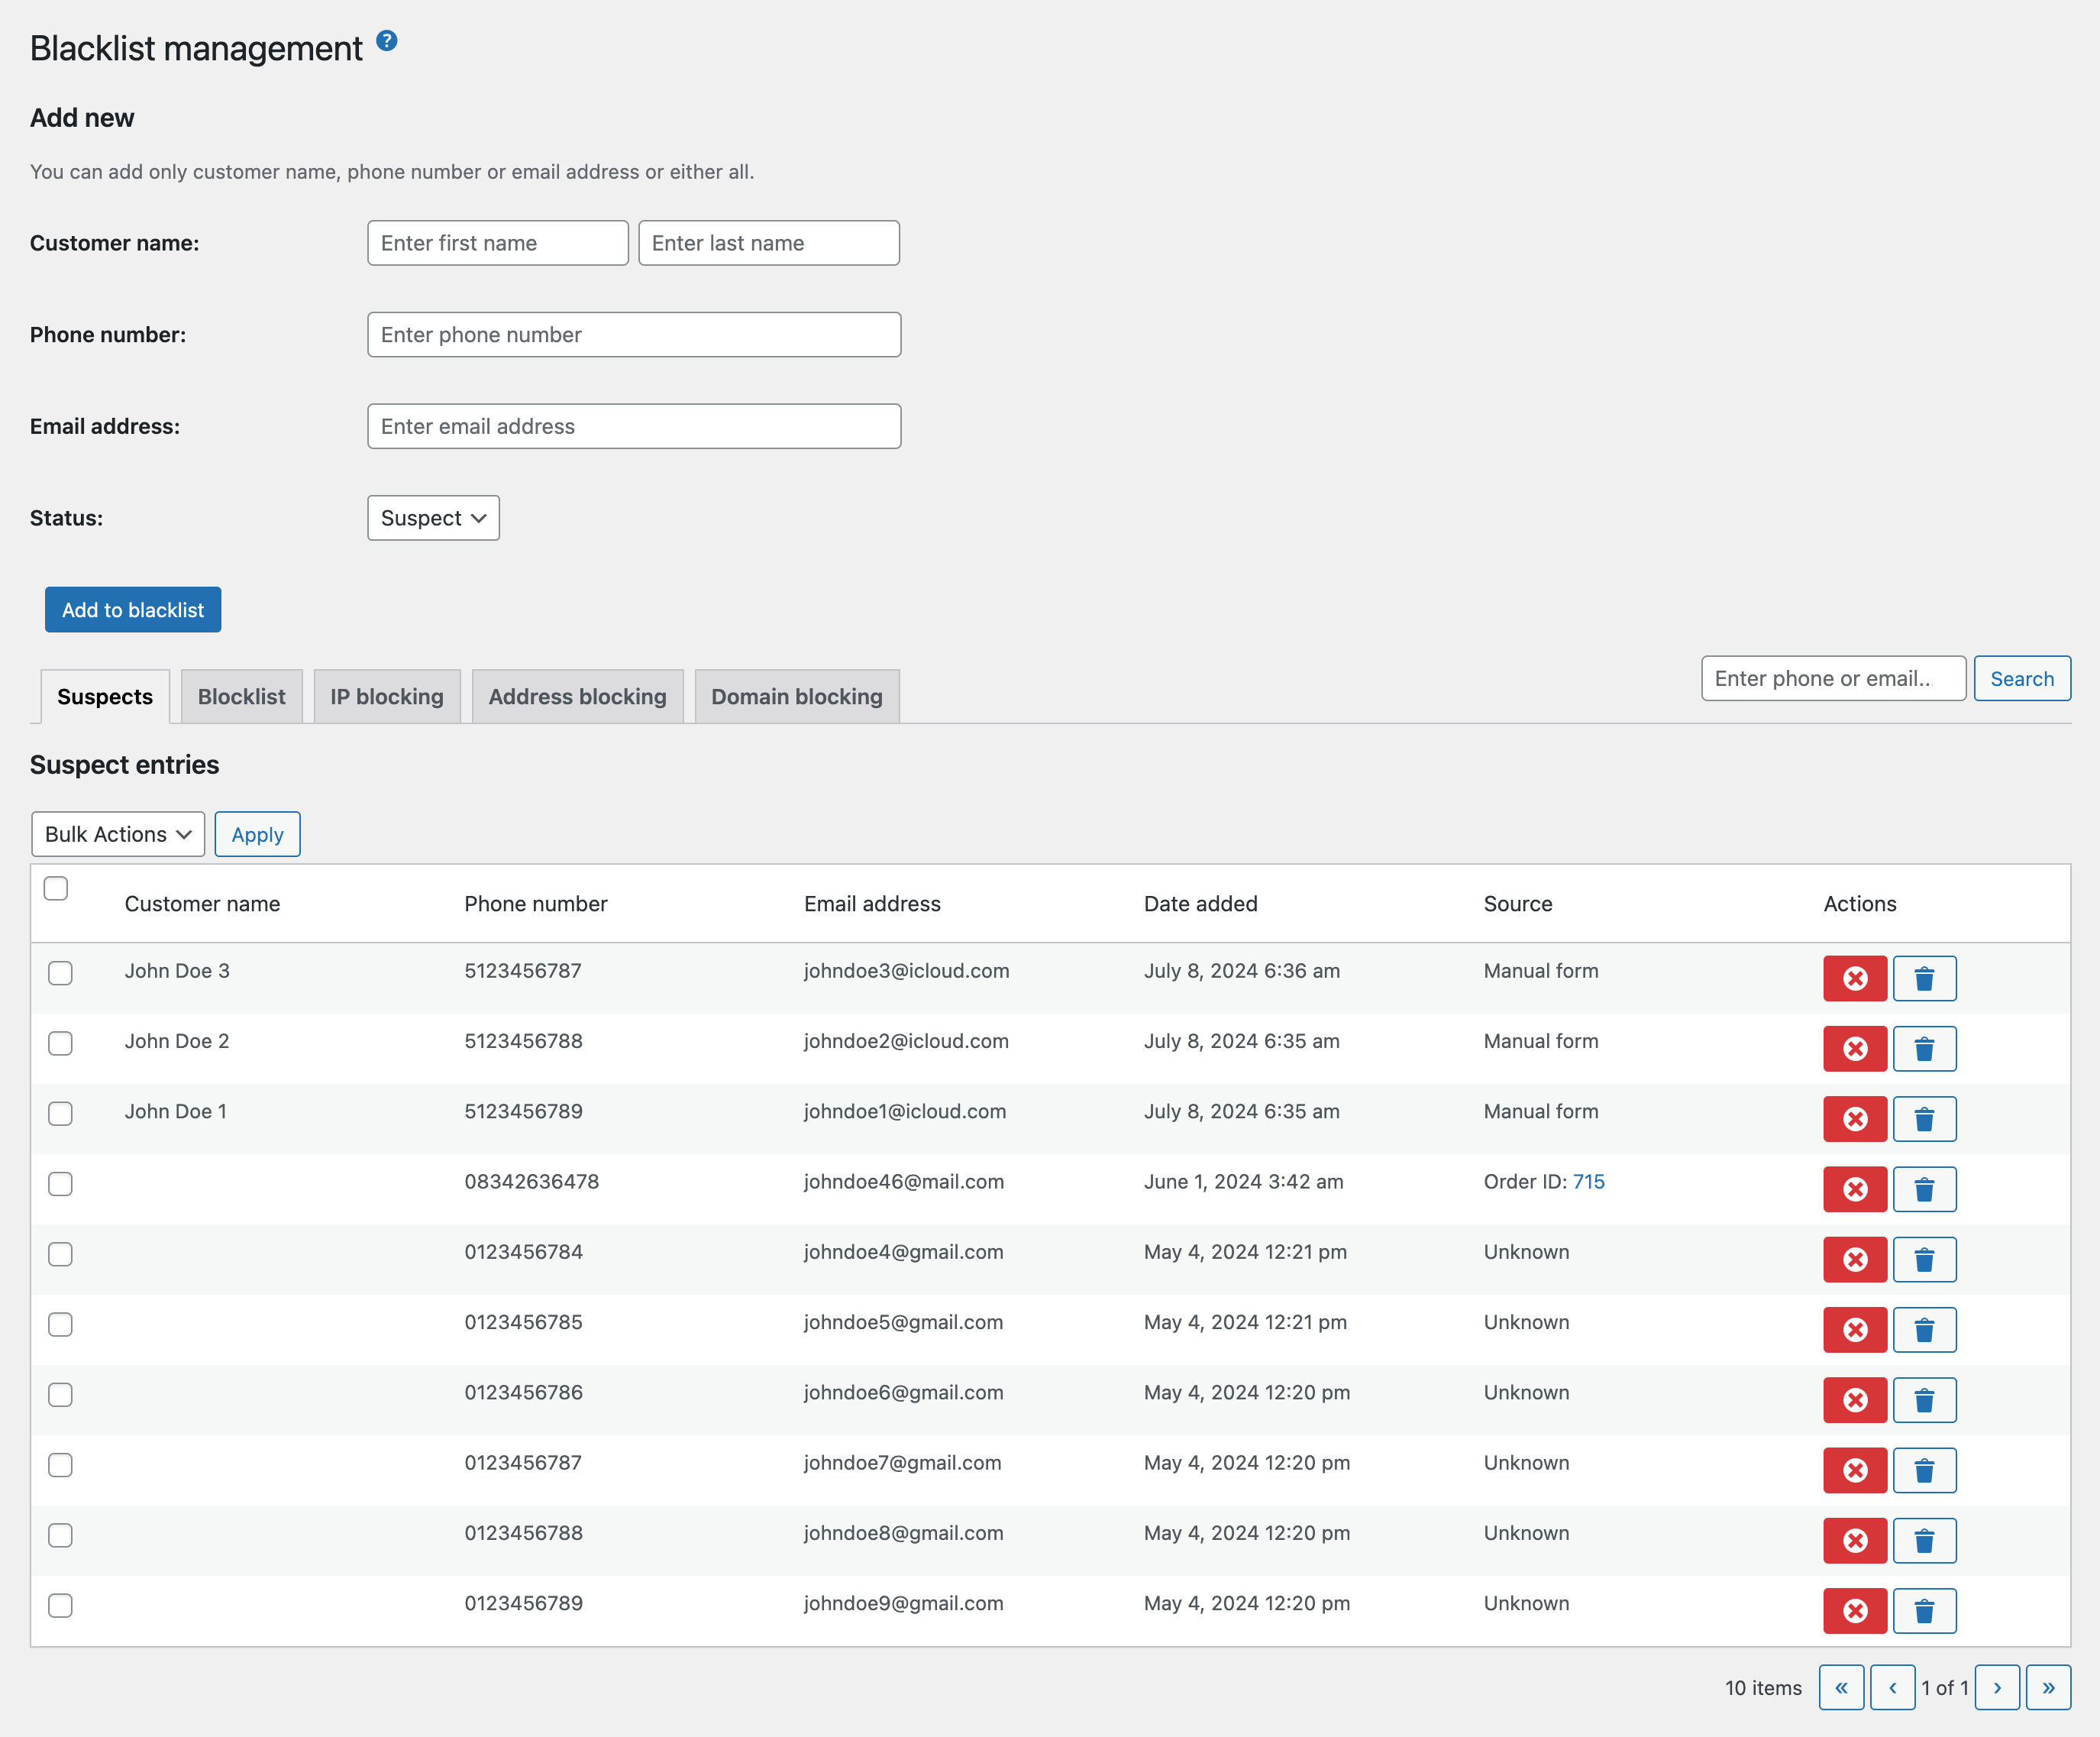 Blacklist management ?
Add new
You can add only customer name, phone number or email address or either all.
Customer name: Enter first name Enter last name
Phone number: Enter phone number
Email address: Enter email address
Status: Suspect
Add to blacklist
Suspects Blocklist IP blocking Address blocking Domain blocking Enter phone or email.. Search
Suspect entries
Bulk Actions Apply
Customer name Phone number Email address Date added Source Actions
John Doe 3 5123456787 johndoe3@icloud.com July 8, 2024 6:36 am Manual form
John Doe 2 5123456788 johndoe2@icloud.com July 8, 2024 6:35 am Manual form
John Doe 1 5123456789 johndoe1@icloud.com July 8, 2024 6:35 am Manual form
08342636478 johndoe46@mail.com June 1, 2024 3:42 am Order ID: 715
0123456784 johndoe4@gmail.com May 4, 2024 12:21 pm Unknown
0123456785 johndoe5@gmail.com May 4, 2024 12:21 pm Unknown
0123456786 johndoe6@gmail.com May 4, 2024 12:20 pm Unknown
0123456787 johndoe7@gmail.com May 4, 2024 12:20 pm Unknown
0123456788 johndoe8@gmail.com May 4, 2024 12:20 pm Unknown
0123456789 johndoe9@gmail.com May 4, 2024 12:20 pm Unknown
10 items « ‹ 1 of 1 › »